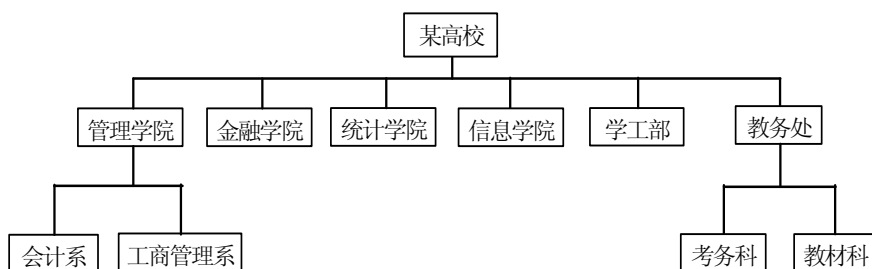 某高校
管理学院 金融学院 统计学院 信息学院 学工部 教务处
会计系 工商管理系 考务科 教材科